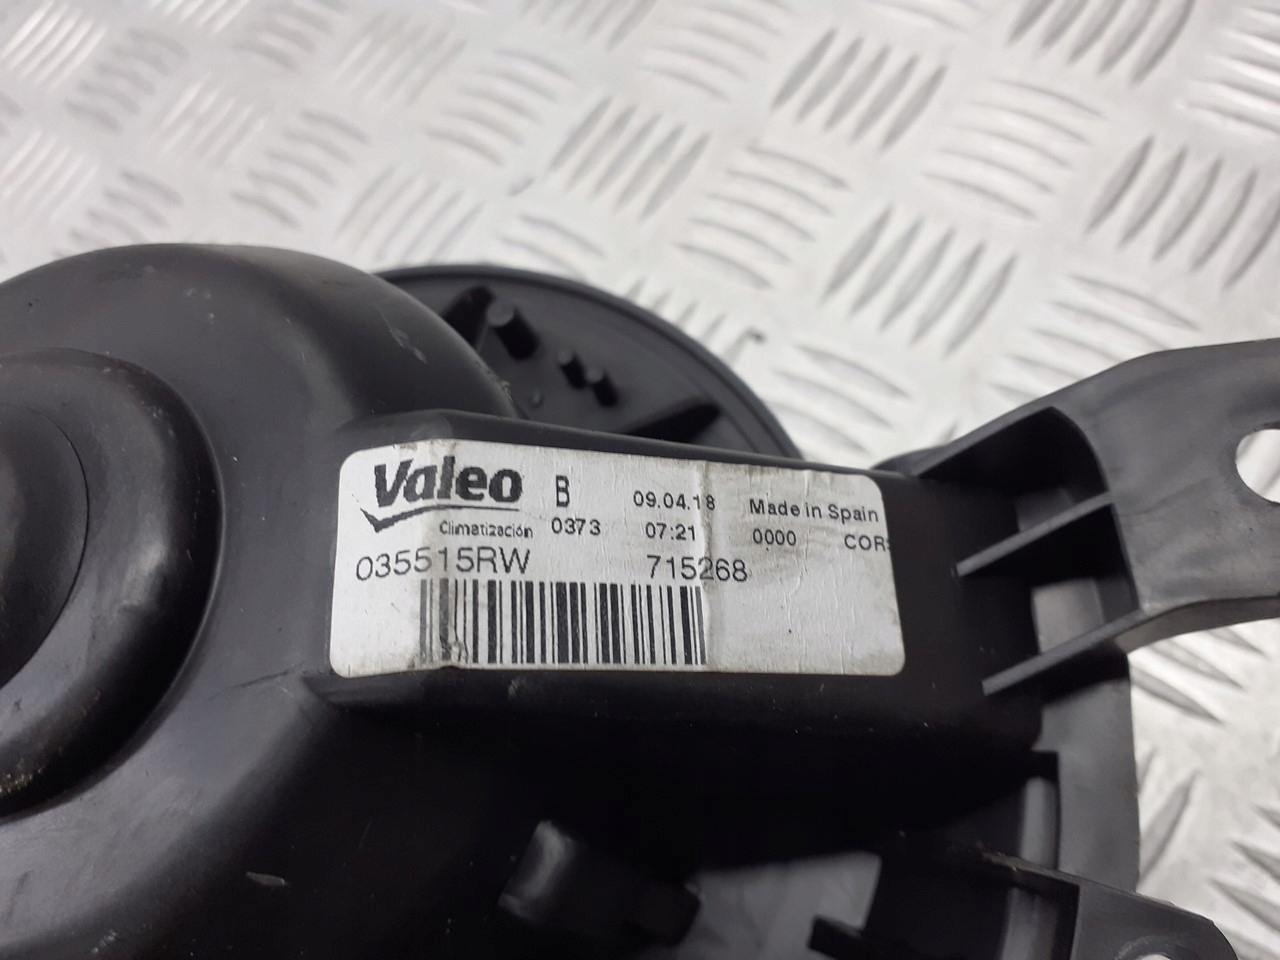 Valeo B 09.04.18 Made in Spain
Climatización 0373 07:21 0000
035515RW 715268